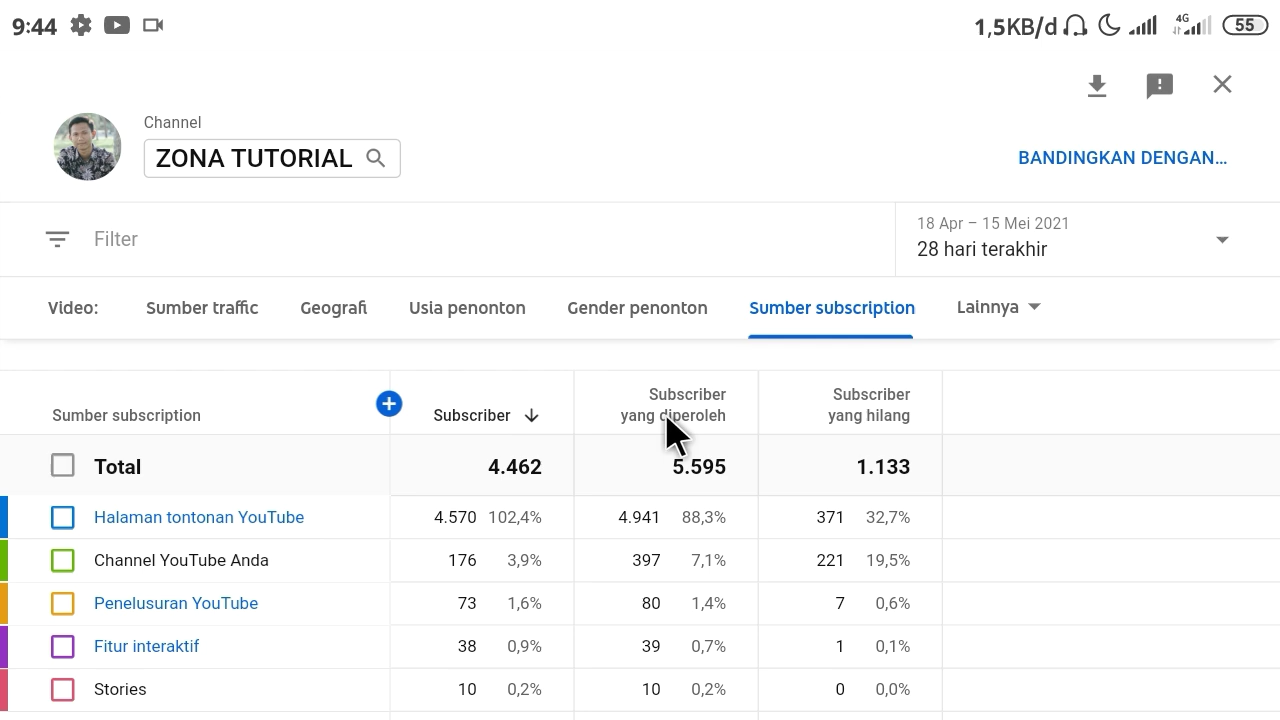 9:44
1,5KB/d 4G 55
Channel
ZONA TUTORIAL
BANDINGKAN DENGAN...
Filter
18 Apr – 15 Mei 2021
28 hari terakhir
Video: Sumber traffic Geografi Usia penonton Gender penonton Sumber subscription Lainnya
Sumber subscription Subscriber Subscriber yang diperoleh Subscriber yang hilang
Total 4.462 5.595 1.133
Halaman tontonan YouTube 4.570 102,4% 4.941 88,3% 371 32,7%
Channel YouTube Anda 176 3,9% 397 7,1% 221 19,5%
Penelusuran YouTube 73 1,6% 80 1,4% 7 0,6%
Fitur interaktif 38 0,9% 39 0,7% 1 0,1%
Stories 10 0,2% 10 0,2% 0 0,0%